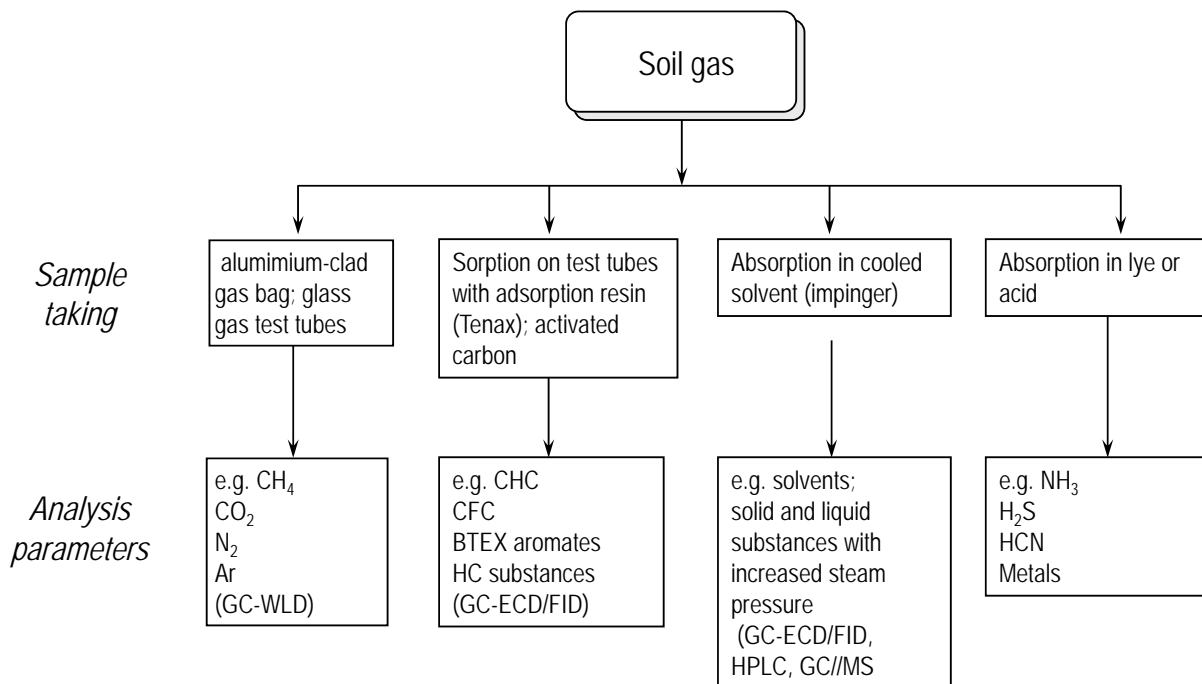 Soil gas
Sample
taking
alumimium-clad
gas bag; glass
gas test tubes
Sorption on test tubes
with adsorption resin
(Tenax); activated
carbon
Absorption in cooled
solvent (impinger)
Absorption in lye or
acid
Analysis
parameters
e.g. CH₄
CO₂
N₂
Ar
(GC-WLD)
e.g. CHC
CFC
BTEX aromates
HC substances
(GC-ECD/FID)
e.g. solvents;
solid and liquid
substances with
increased steam
pressure
(GC-ECD/FID,
HPLC, GC//MS
e.g. NH₃
H₂S
HCN
Metals